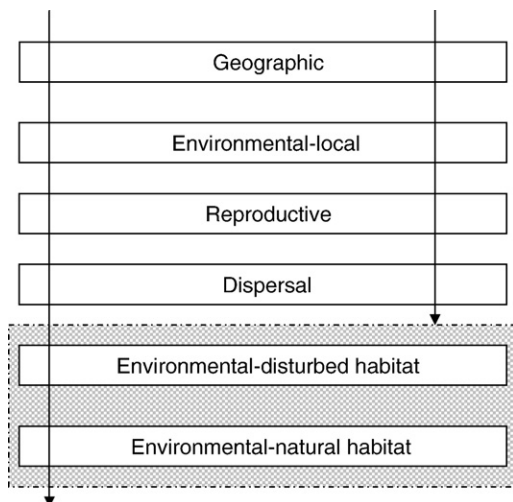 Geographic
Environmental-local
Reproductive
Dispersal
Environmental-disturbed habitat
Environmental-natural habitat